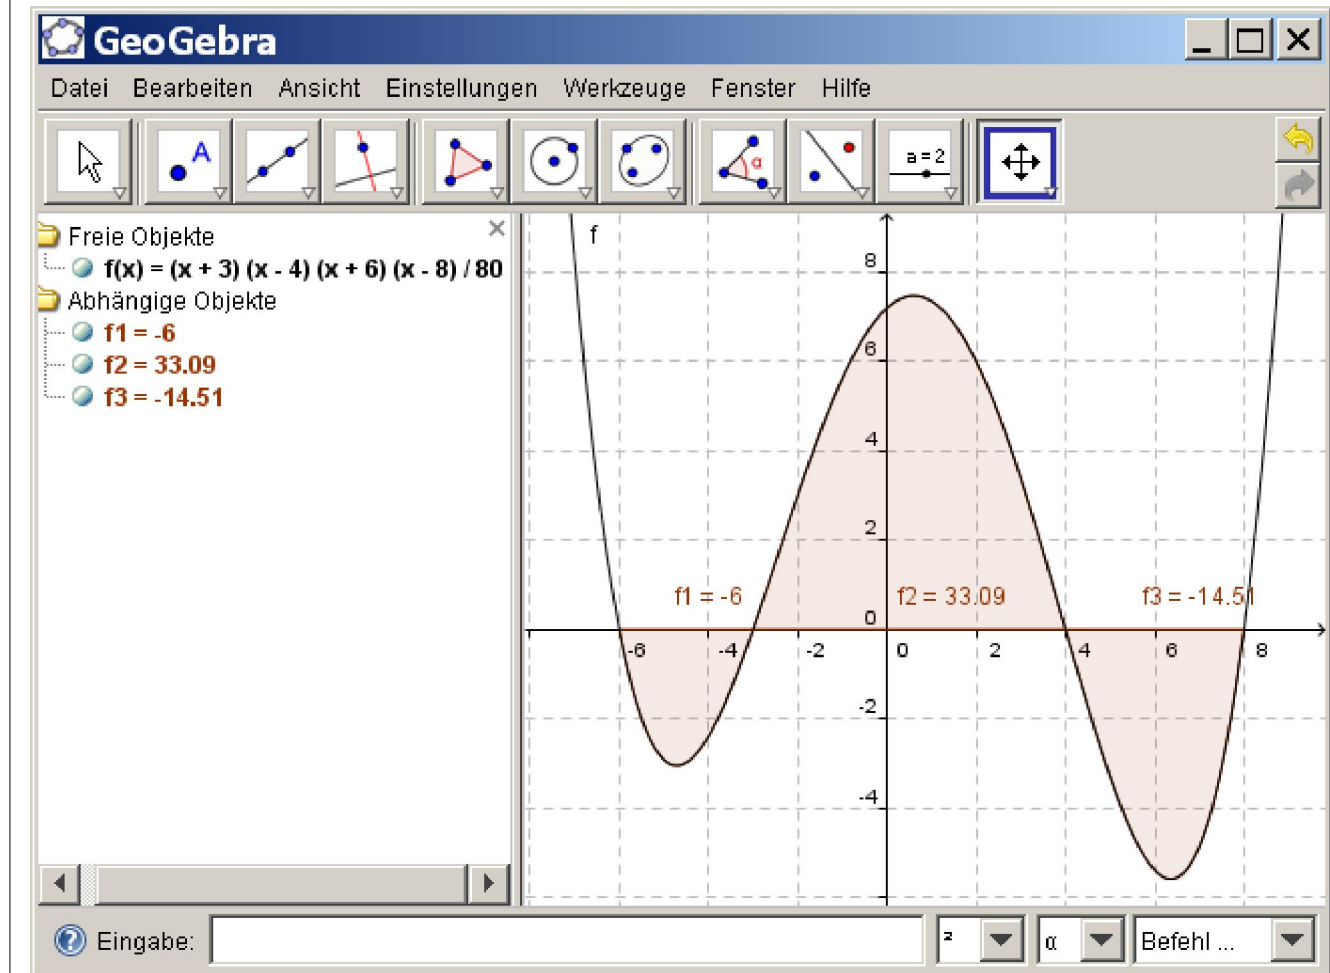 GeoGebra
Datei Bearbeiten Ansicht Einstellungen Werkzeuge Fenster Hilfe
A
α
a = 2
Freie Objekte
f(x) = (x + 3) (x - 4) (x + 6) (x - 8) / 80
Abhängige Objekte
f1 = -6
f2 = 33.09
f3 = -14.51
f
8
6
4
2
f1 = -6 f2 = 33.09 f3 = -14.51
0
-6 -4 -2 0 2 4 6 8
-2
-4
Eingabe: ² α Befehl ...